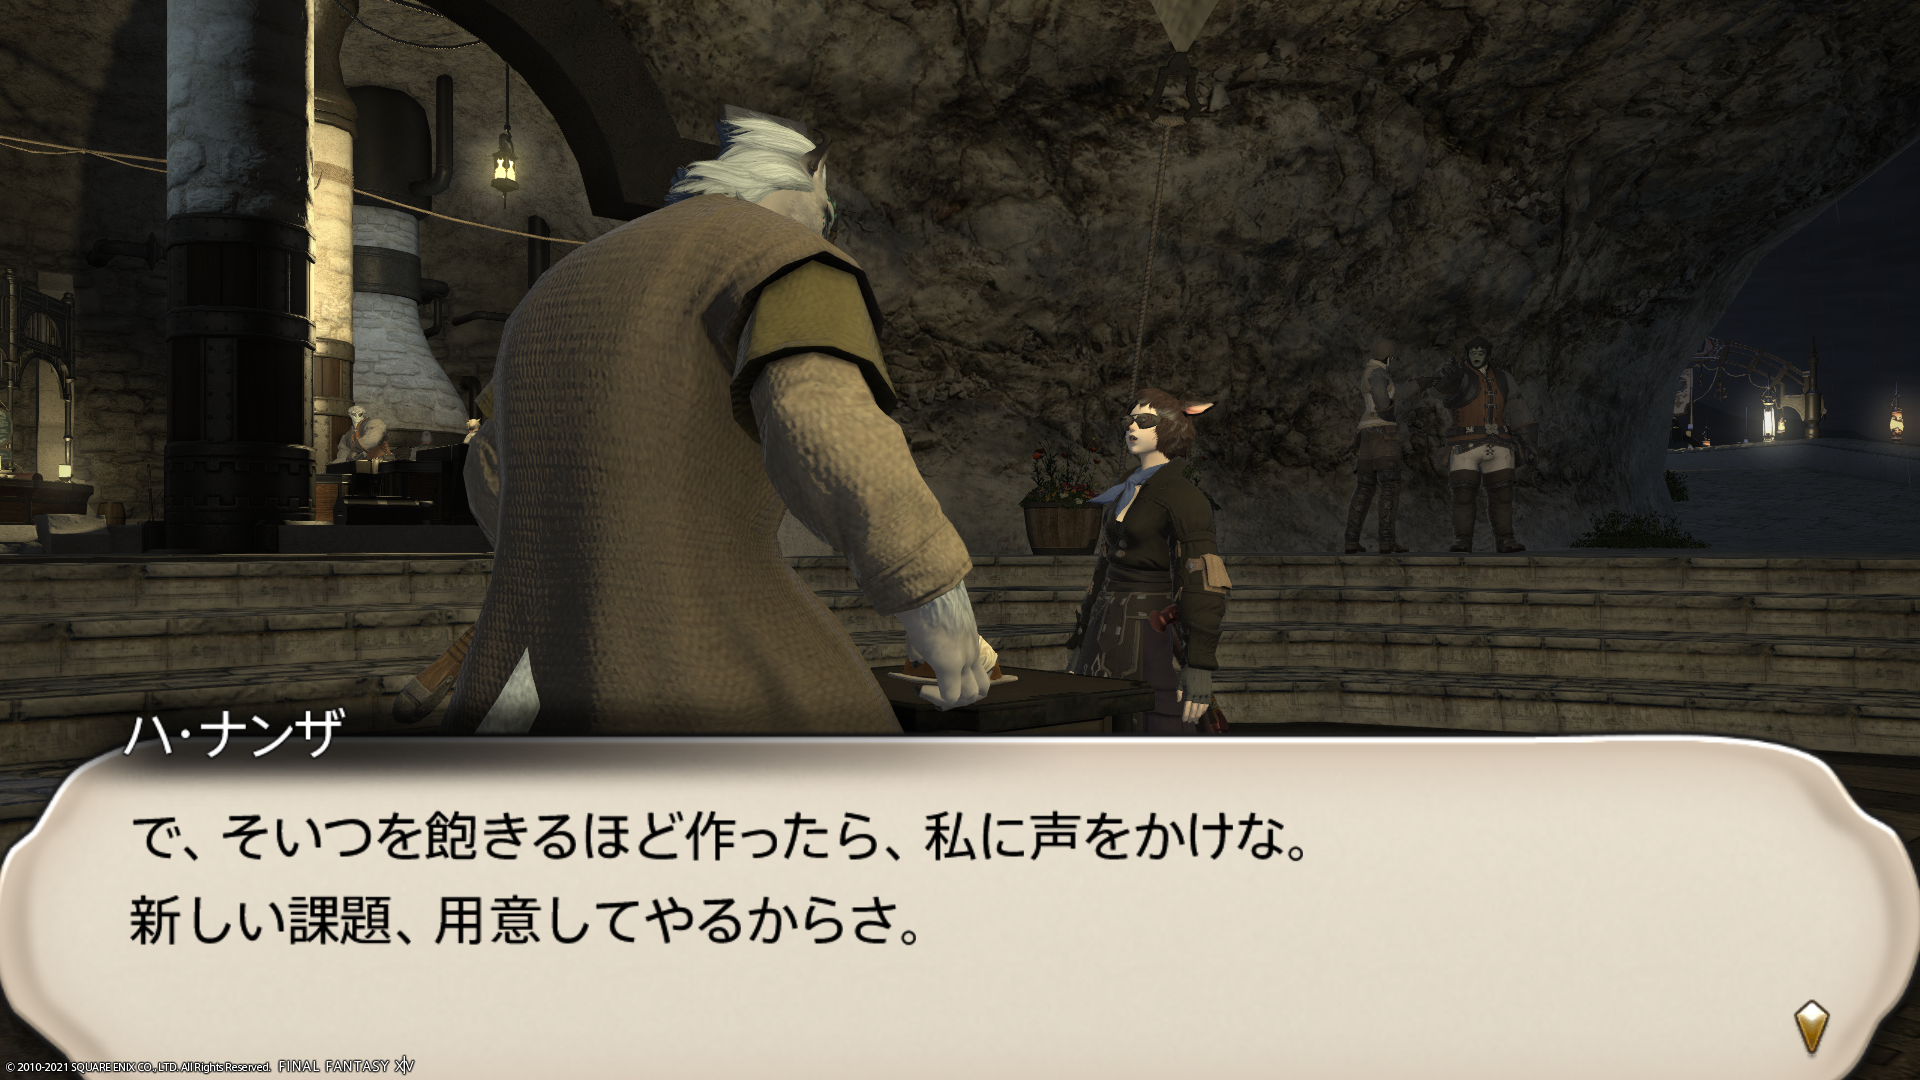 ハ・ナンザ
で、そいつを飽きるほど作ったら、私に声をかけな。
新しい課題、用意してやるからさ。
© 2010-2021 SQUARE ENIX CO., LTD. All Rights Reserved. FINAL FANTASY XIV